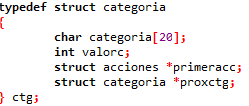 typedef struct categoria
{
char categoria[20];
int valorc;
struct acciones *primeracc;
struct categoria *proxctg;
} ctg;